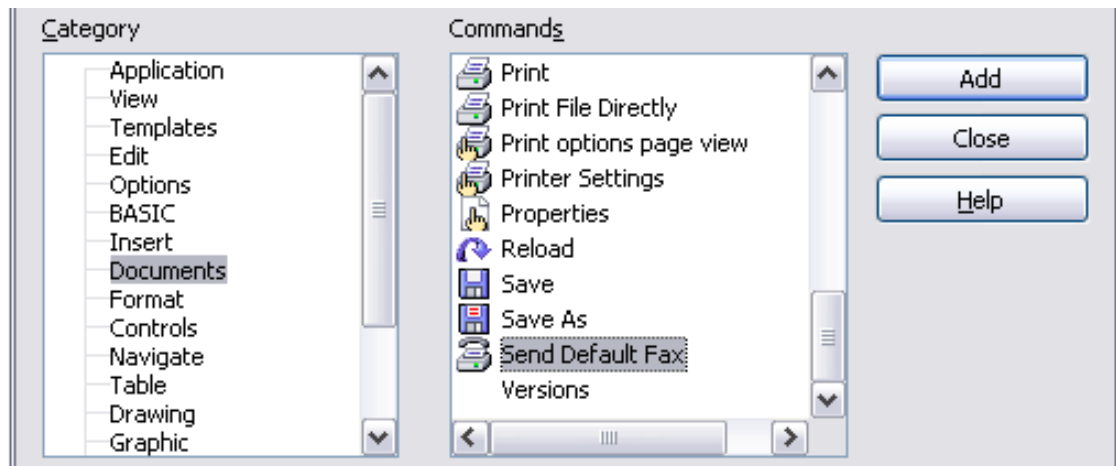 Category
Application
View
Templates
Edit
Options
BASIC
Insert
Documents
Format
Controls
Navigate
Table
Drawing
Graphic
Commands
Print
Print File Directly
Print options page view
Printer Settings
Properties
Reload
Save
Save As
Send Default Fax
Versions
Add
Close
Help